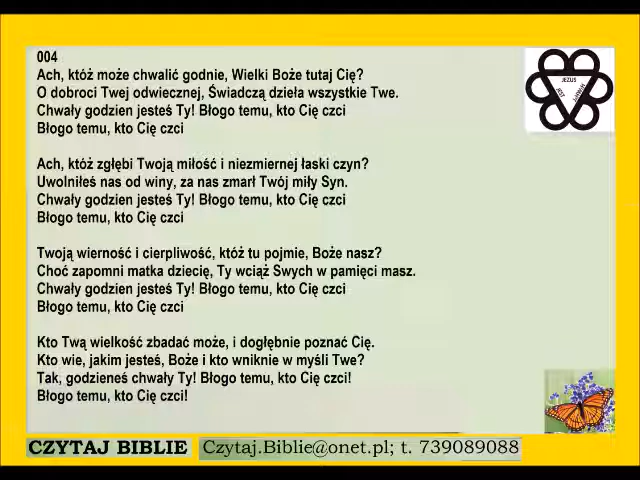 004
Ach, któż może chwalić godnie, Wielki Boże tutaj Cię?
O dobroci Twej odwiecznej, Świadczą dzieła wszystkie Twe.
Chwały godzien jesteś Ty! Błogo temu, kto Cię czci
Błogo temu, kto Cię czci
Ach, któż zgłębi Twoją miłość i niezmiernej łaski czyn?
Uwolniłeś nas od winy, za nas zmarł Twój miły Syn.
Chwały godzien jesteś Ty! Błogo temu, kto Cię czci
Błogo temu, kto Cię czci
Twoją wierność i cierpliwość, któż tu pojmie, Boże nasz?
Choć zapomni matka dziecię, Ty wciąż Swych w pamięci masz.
Chwały godzien jesteś Ty! Błogo temu, kto Cię czci
Błogo temu, kto Cię czci
Kto Twą wielkość zbadać może, i dogłębnie poznać Cię.
Kto wie, jakim jesteś, Boże i kto wniknie w myśli Twe?
Tak, godzieneś chwały Ty! Błogo temu, kto Cię czci!
Błogo temu, kto Cię czci!
JEZUS
JEST
CZYTAJ BIBLIE
Czytaj.Biblie@onet.pl; t. 739089088